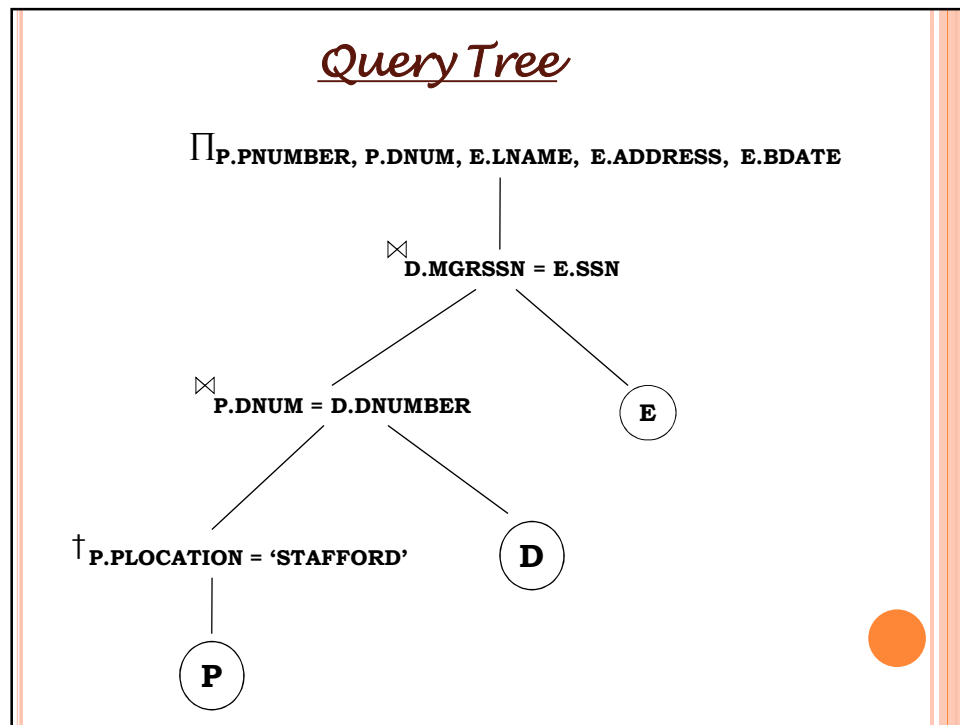 Query Tree
∏P.PNUMBER, P.DNUM, E.LNAME, E.ADDRESS, E.BDATE
⋈D.MGRSSN = E.SSN
⋈P.DNUM = D.DNUMBER
E
†P.PLOCATION = ‘STAFFORD’
D
P